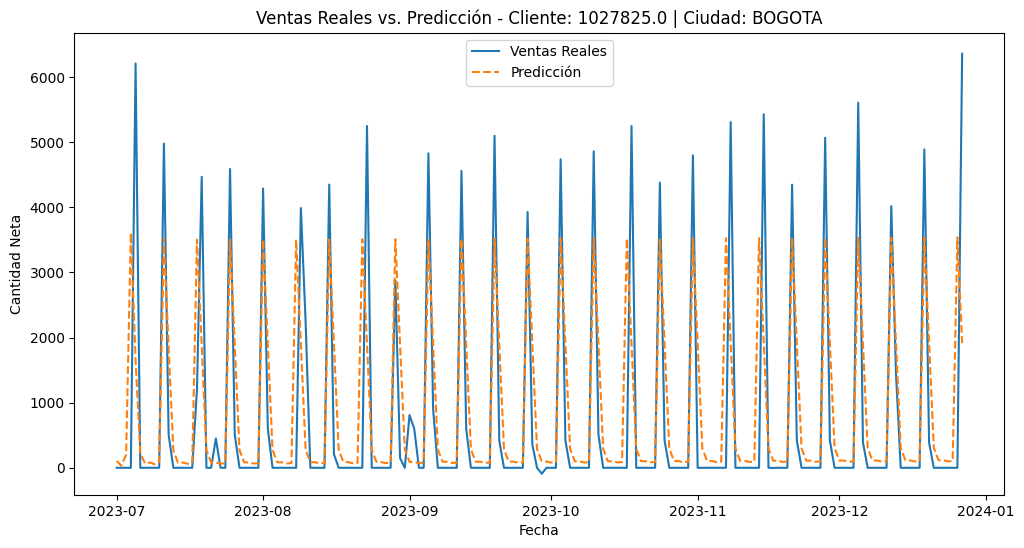 Ventas Reales vs. Predicción - Cliente: 1027825.0 | Ciudad: BOGOTA
Ventas Reales
Predicción
Cantidad Neta
6000
5000
4000
3000
2000
1000
0
2023-07
2023-08
2023-09
2023-10
2023-11
2023-12
2024-01
Fecha